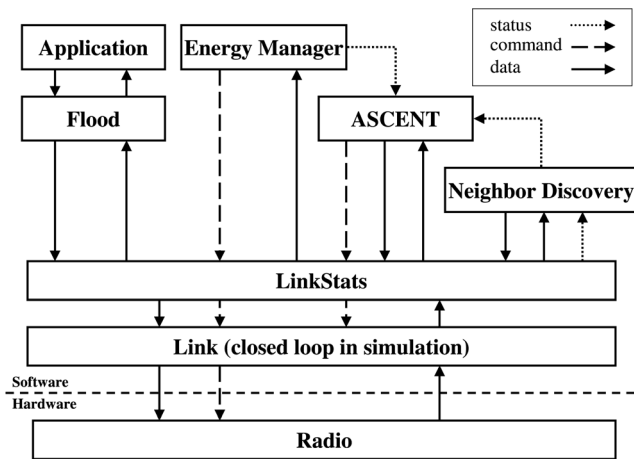 Application
Energy Manager
status
command
data
Flood
ASCENT
Neighbor Discovery
LinkStats
Link (closed loop in simulation)
Software
Hardware
Radio